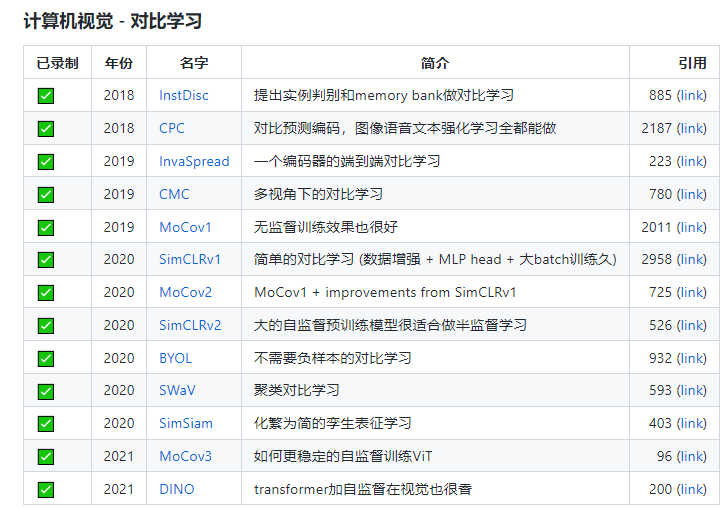 计算机视觉 - 对比学习
已录制 年份 名字 简介 引用
✅ 2018 InstDisc 提出实例判别和memory bank做对比学习 885 (link)
✅ 2018 CPC 对比预测编码，图像语音文本强化学习全都能做 2187 (link)
✅ 2019 InvaSpread 一个编码器的端到端对比学习 223 (link)
✅ 2019 CMC 多视角下的对比学习 780 (link)
✅ 2019 MoCov1 无监督训练效果也很好 2011 (link)
✅ 2020 SimCLRv1 简单的对比学习 (数据增强 + MLP head + 大batch训练久) 2958 (link)
✅ 2020 MoCov2 MoCov1 + improvements from SimCLRv1 725 (link)
✅ 2020 SimCLRv2 大的自监督预训练模型很适合做半监督学习 526 (link)
✅ 2020 BYOL 不需要负样本的对比学习 932 (link)
✅ 2020 SWaV 聚类对比学习 593 (link)
✅ 2020 SimSiam 化繁为简的孪生表征学习 403 (link)
✅ 2021 MoCov3 如何更稳定的自监督训练ViT 96 (link)
✅ 2021 DINO transformer加自监督在视觉也很香 200 (link)